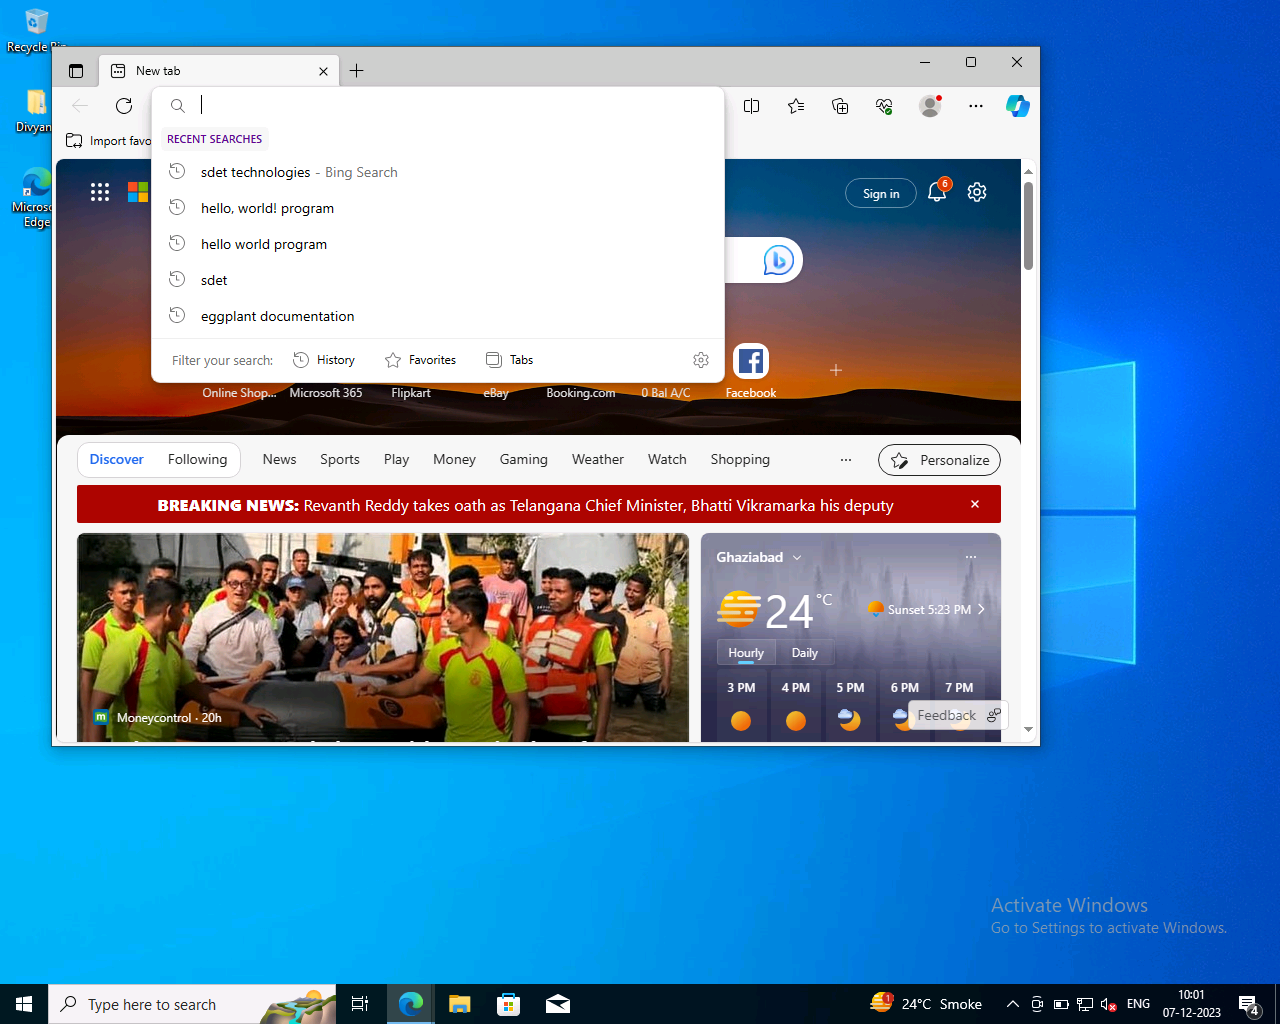 Recycle Bin
New tab
Divyan
Import favo
RECENT SEARCHES
sdet technologies - Bing Search
hello, world! program
hello world program
sdet
eggplant documentation
Filter your search: History Favorites Tabs
Microso
Edge
Sign in
6
Online Shop... Microsoft 365 Flipkart eBay Booking.com 0 Bal A/C Facebook
Discover Following News Sports Play Money Gaming Weather Watch Shopping ... Personalize
BREAKING NEWS: Revanth Reddy takes oath as Telangana Chief Minister, Bhatti Vikramarka his deputy
m Moneycontrol · 20h
Ghaziabad
24 °C
Sunset 5:23 PM
Hourly Daily
3 PM 4 PM 5 PM 6 PM 7 PM
Feedback
Activate Windows
Go to Settings to activate Windows.
Type here to search
1
24°C Smoke
ENG
10:01
07-12-2023
4